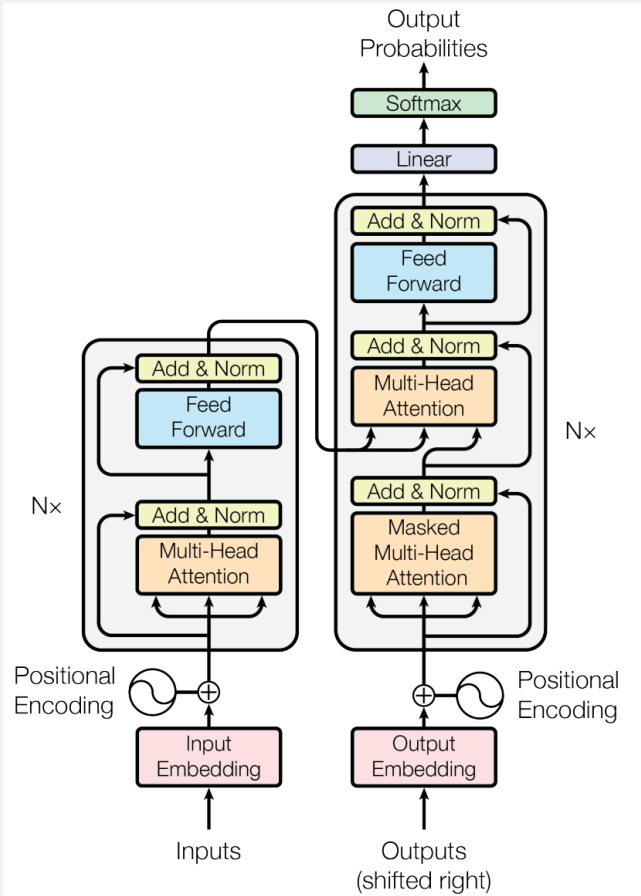 Output
Probabilities
Softmax
Linear
Add & Norm
Feed
Forward
Add & Norm
Multi-Head
Attention
Nx
Add & Norm
Masked
Multi-Head
Attention
Add & Norm
Feed
Forward
Nx
Add & Norm
Multi-Head
Attention
Positional
Encoding
Positional
Encoding
Input
Embedding
Output
Embedding
Inputs
Outputs
(shifted right)